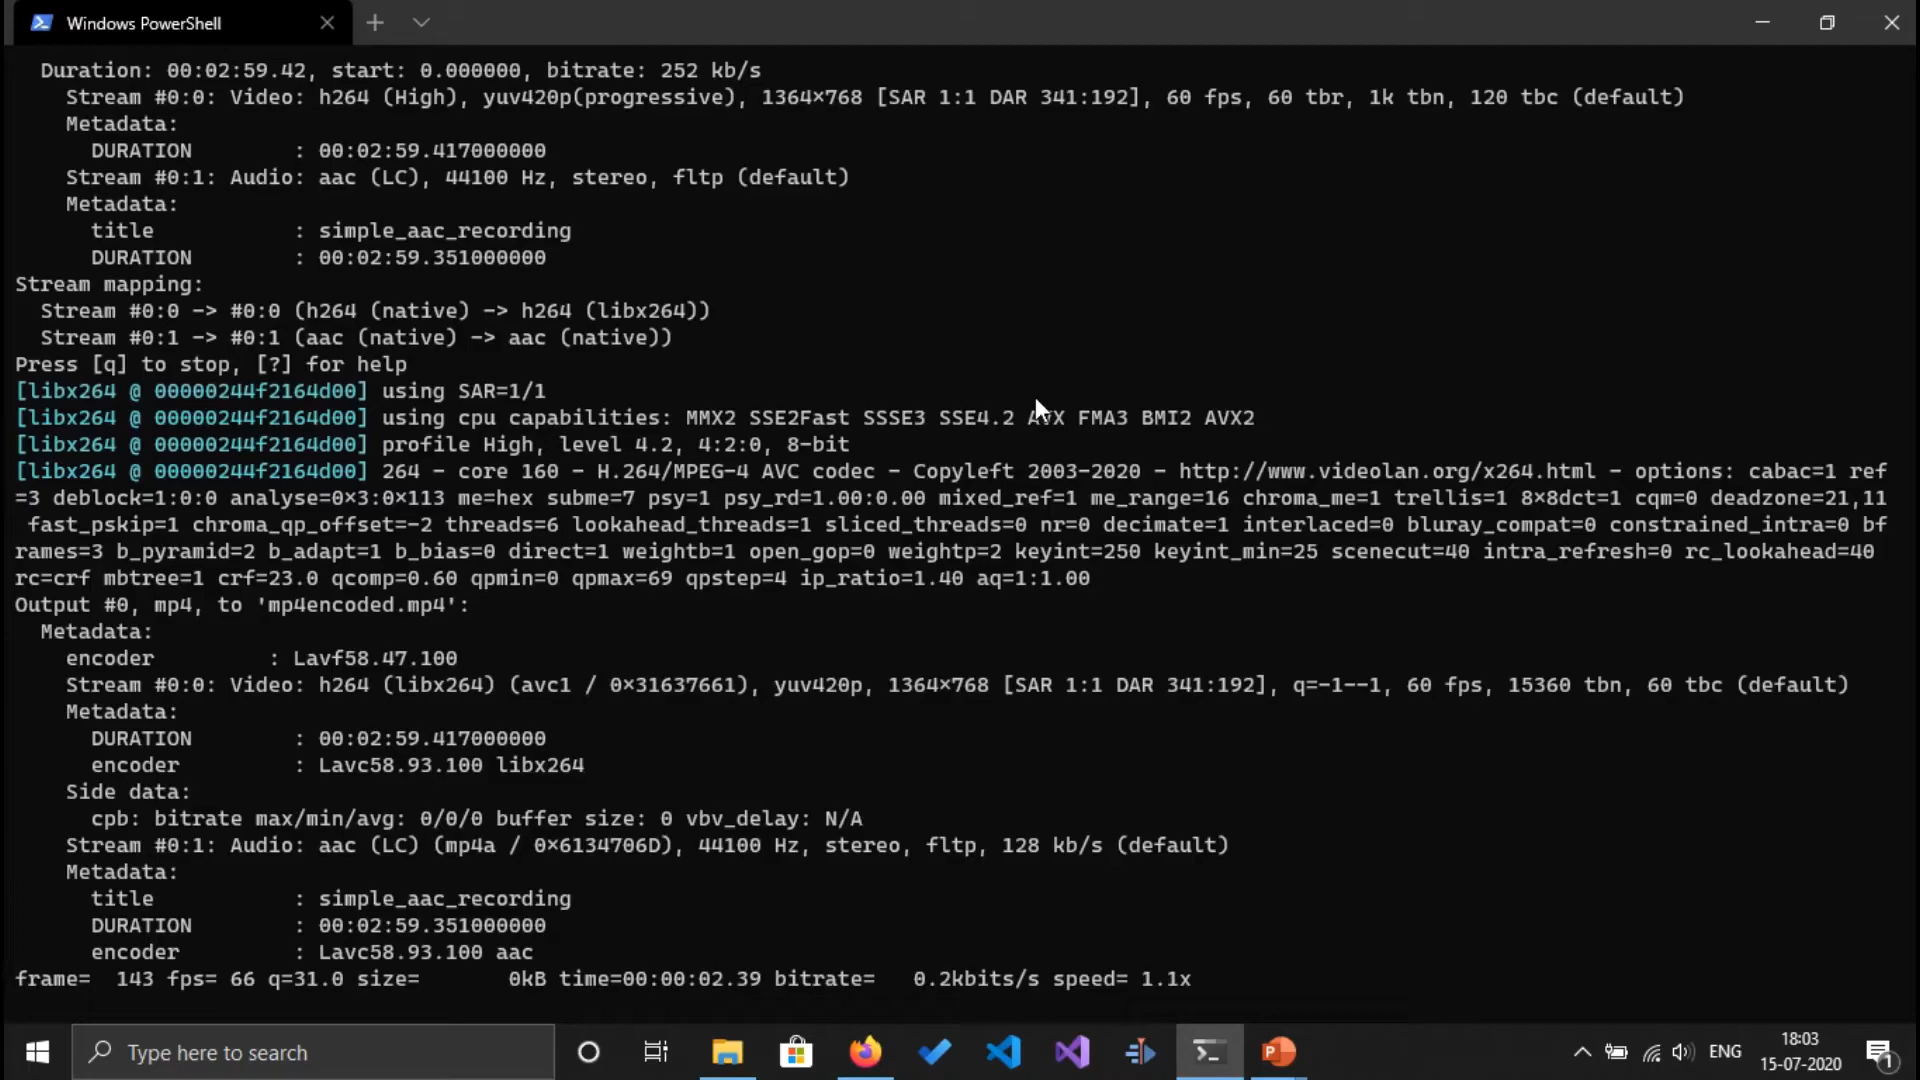 Windows PowerShell
Duration: 00:02:59.42, start: 0.000000, bitrate: 252 kb/s
Stream #0:0: Video: h264 (High), yuv420p(progressive), 1364×768 [SAR 1:1 DAR 341:192], 60 fps, 60 tbr, 1k tbn, 120 tbc (default)
Metadata:
DURATION : 00:02:59.417000000
Stream #0:1: Audio: aac (LC), 44100 Hz, stereo, fltp (default)
Metadata:
title : simple_aac_recording
DURATION : 00:02:59.351000000
Stream mapping:
Stream #0:0 -> #0:0 (h264 (native) -> h264 (libx264))
Stream #0:1 -> #0:1 (aac (native) -> aac (native))
Press [q] to stop, [?] for help
[libx264 @ 00000244f2164d00] using SAR=1/1
[libx264 @ 00000244f2164d00] using cpu capabilities: MMX2 SSE2Fast SSSE3 SSE4.2 AVX FMA3 BMI2 AVX2
[libx264 @ 00000244f2164d00] profile High, level 4.2, 4:2:0, 8-bit
[libx264 @ 00000244f2164d00] 264 - core 160 - H.264/MPEG-4 AVC codec - Copyleft 2003-2020 - http://www.videolan.org/x264.html - options: cabac=1 ref
=3 deblock=1:0:0 analyse=0×3:0×113 me=hex subme=7 psy=1 psy_rd=1.00:0.00 mixed_ref=1 me_range=16 chroma_me=1 trellis=1 8×8dct=1 cqm=0 deadzone=21,11
fast_pskip=1 chroma_qp_offset=-2 threads=6 lookahead_threads=1 sliced_threads=0 nr=0 decimate=1 interlaced=0 bluray_compat=0 constrained_intra=0 bf
rames=3 b_pyramid=2 b_adapt=1 b_bias=0 direct=1 weightb=1 open_gop=0 weightp=2 keyint=250 keyint_min=25 scenecut=40 intra_refresh=0 rc_lookahead=40
rc=crf mbtree=1 crf=23.0 qcomp=0.60 qpmin=0 qpmax=69 qpstep=4 ip_ratio=1.40 aq=1:1.00
Output #0, mp4, to 'mp4encoded.mp4':
Metadata:
encoder : Lavf58.47.100
Stream #0:0: Video: h264 (libx264) (avc1 / 0×31637661), yuv420p, 1364×768 [SAR 1:1 DAR 341:192], q=-1--1, 60 fps, 15360 tbn, 60 tbc (default)
Metadata:
DURATION : 00:02:59.417000000
encoder : Lavc58.93.100 libx264
Side data:
cpb: bitrate max/min/avg: 0/0/0 buffer size: 0 vbv_delay: N/A
Stream #0:1: Audio: aac (LC) (mp4a / 0×6134706D), 44100 Hz, stereo, fltp, 128 kb/s (default)
Metadata:
title : simple_aac_recording
DURATION : 00:02:59.351000000
encoder : Lavc58.93.100 aac
frame= 143 fps= 66 q=31.0 size= 0kB time=00:00:02.39 bitrate= 0.2kbits/s speed= 1.1x
Type here to search
ENG
18:03
15-07-2020
1